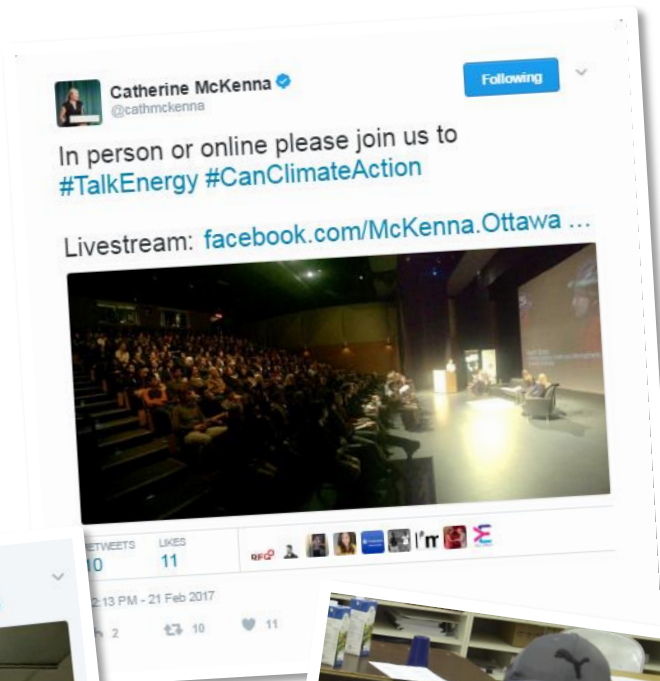 Catherine McKenna
@cathmckenna
Following
In person or online please join us to
#TalkEnergy #CanClimateAction
Livestream: facebook.com/McKenna.Ottawa ...
ETWEETS LIKES
10 11
2:13 PM - 21 Feb 2017
2 10 11